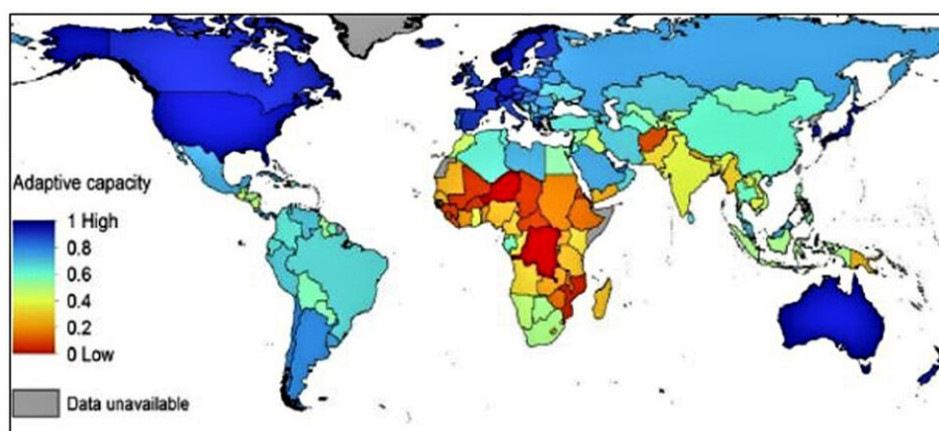 Adaptive capacity
1 High
0.8
0.6
0.4
0.2
0 Low
Data unavailable